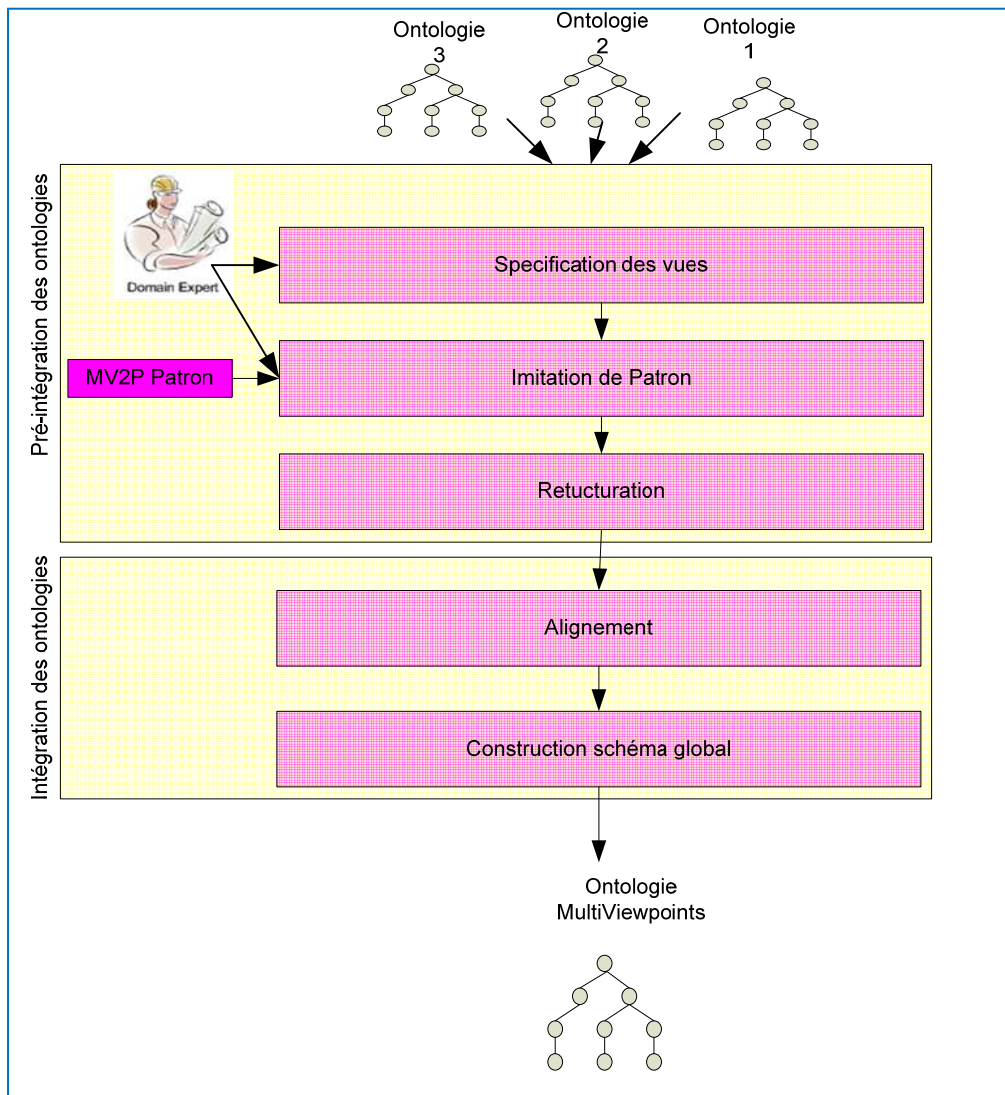 Ontologie
3
Ontologie
2
Ontologie
1
Pré-intégration des ontologies
Domain Expert
Specification des vues
MV2P Patron
Imitation de Patron
Retucturation
Intégration des ontologies
Alignement
Construction schéma global
Ontologie
MultiViewpoints